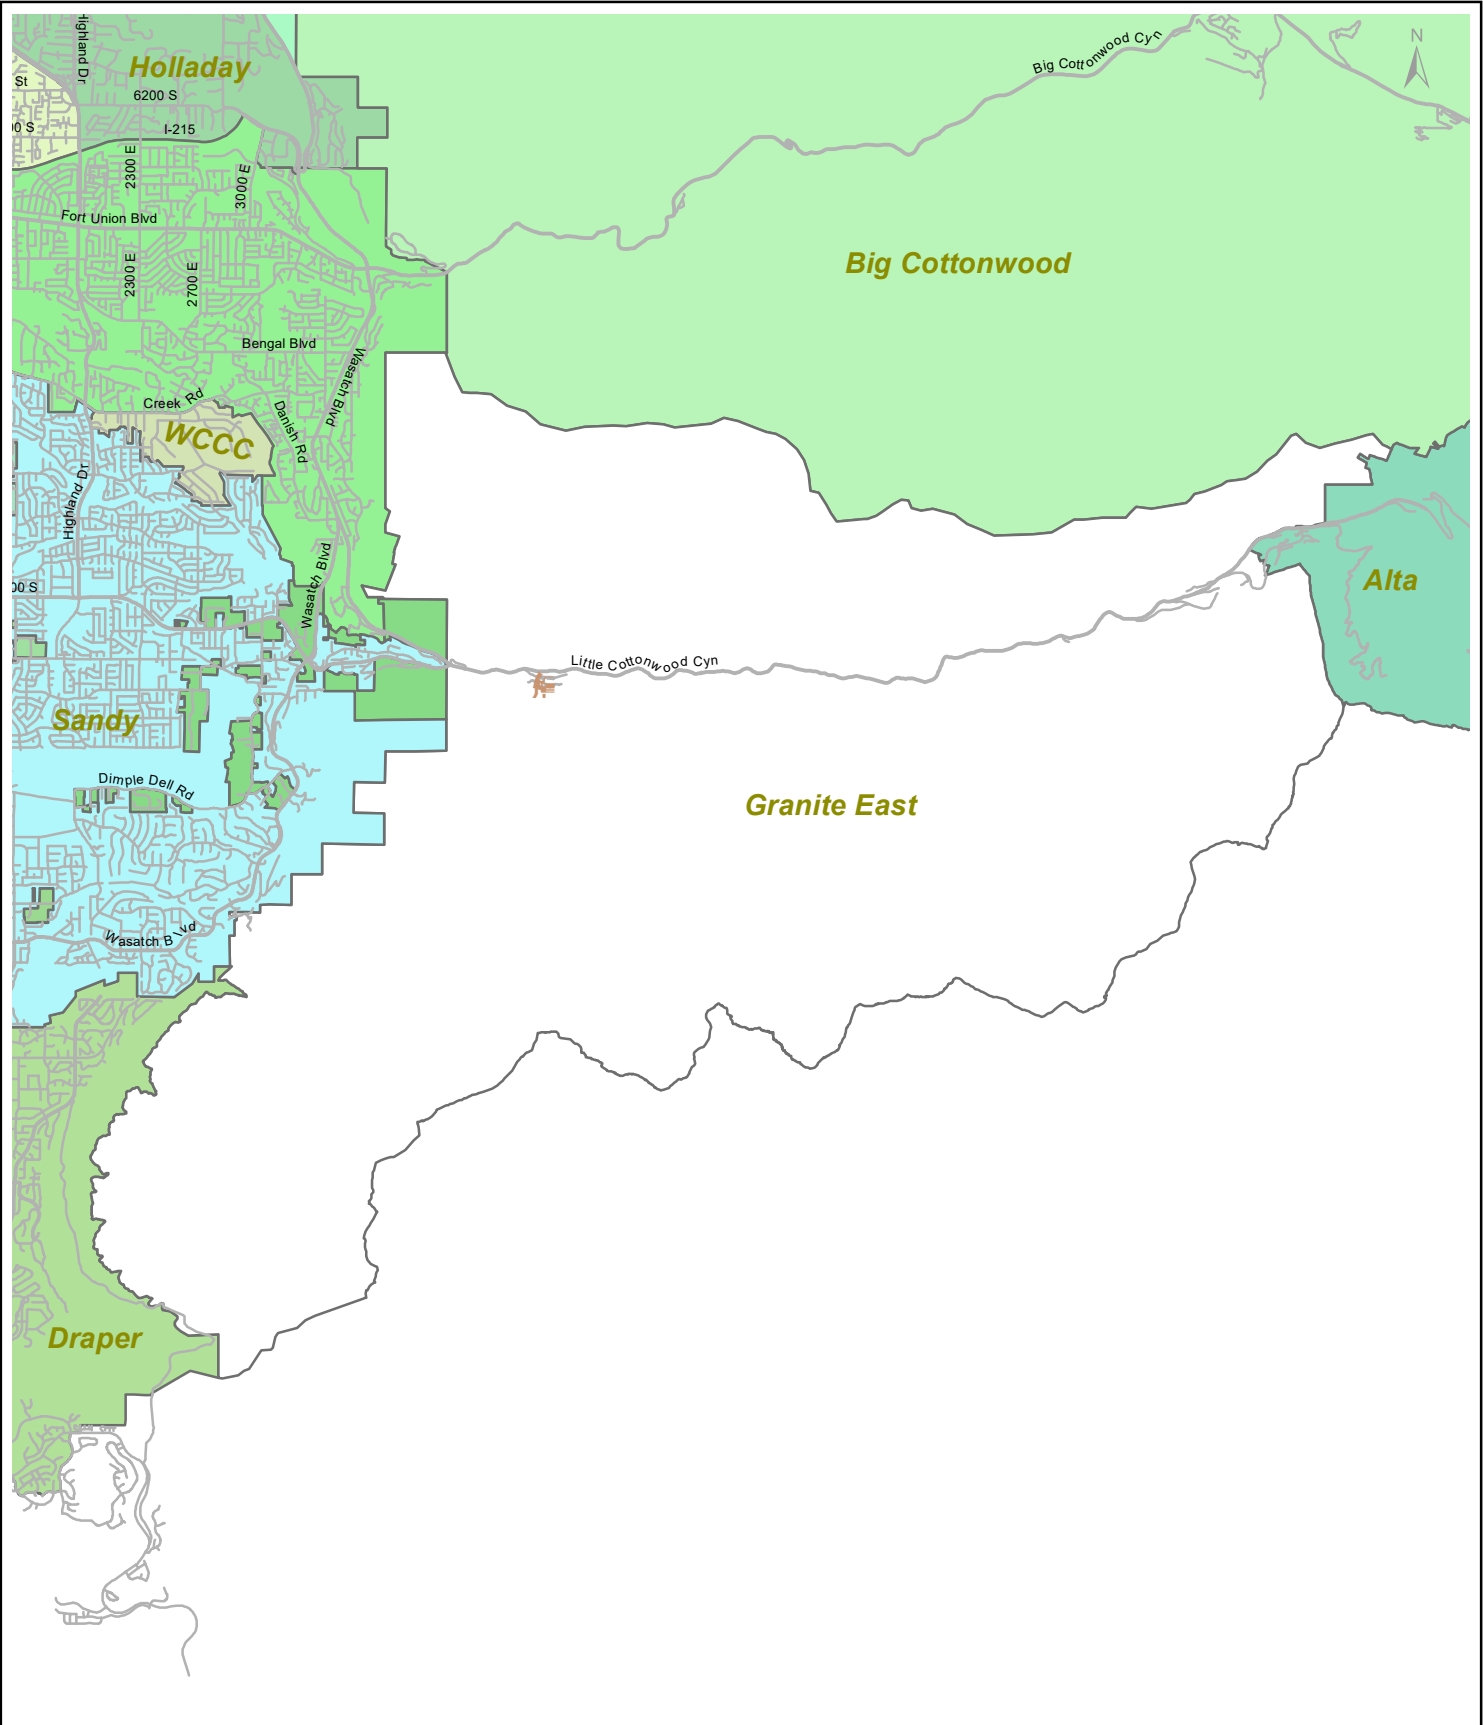 Highland Dr
Holladay
St
6200 S
00 S
I-215
2300 E
3000 E
Fort Union Blvd
2300 E
2700 E
Big Cottonwood Cyn
N
Big Cottonwood
Bengal Blvd
Wasatch Blvd
Creek Rd
Danish Rd
WCCC
Highland Dr
Wasatch Blvd
00 S
Alta
Little Cottonwood Cyn
Sandy
Dimple Dell Rd
Granite East
Wasatch Blvd
Draper